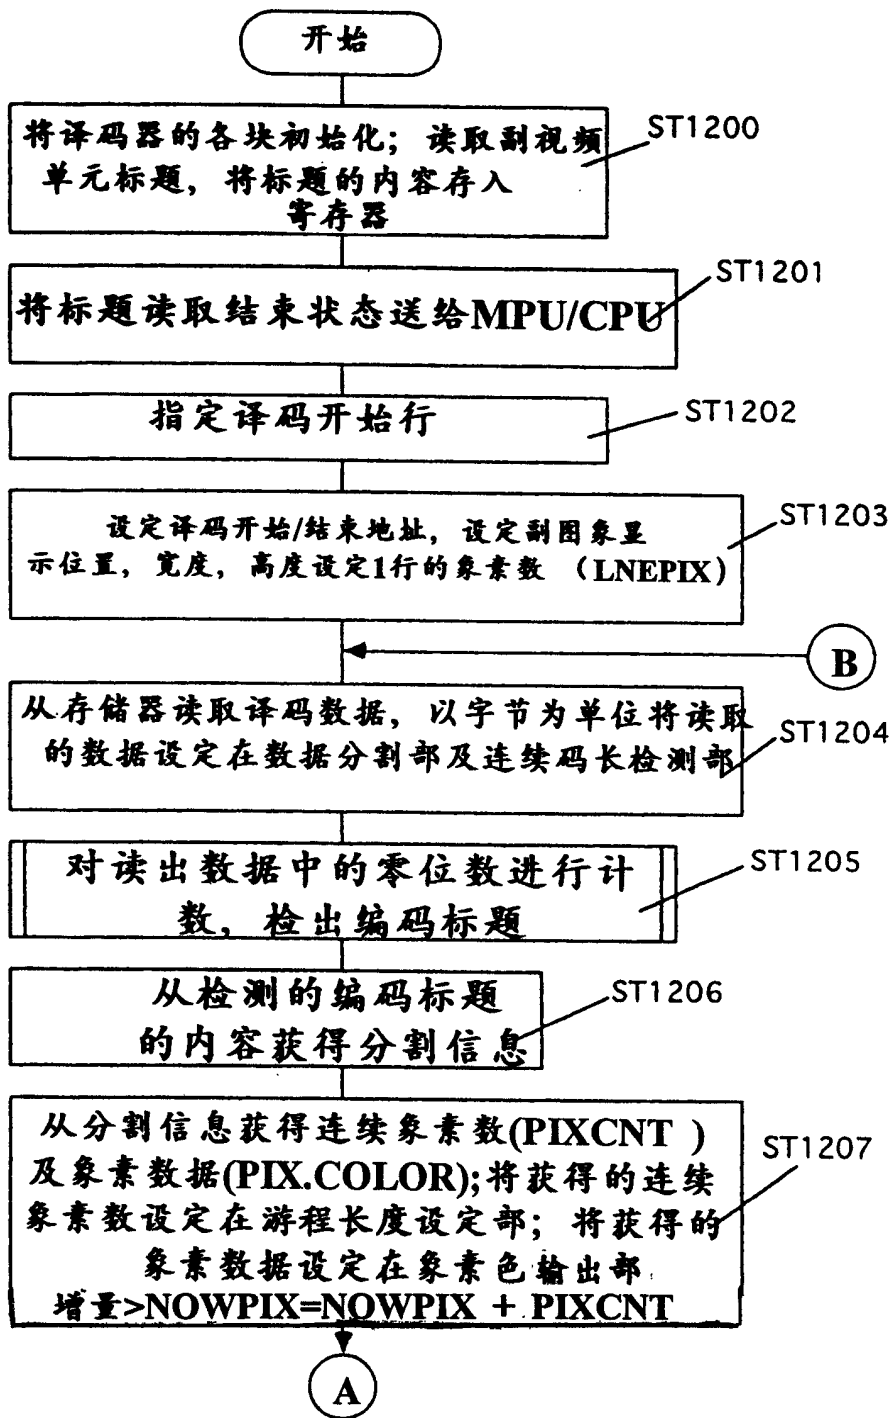 开始
将译码器的各块初始化；读取副视频
单元标题，将标题的内容存入
寄存器
ST1200
将标题读取结束状态送给MPU/CPU
ST1201
指定译码开始行
ST1202
设定译码开始/结束地址，设定副图象显
示位置，宽度，高度设定1行的象素数（LNEPIX）
ST1203
B
从存储器读取译码数据，以字节为单位将读取
的数据设定在数据分割部及连续码长检测部
ST1204
对读出数据中的零位数进行计
数，检出编码标题
ST1205
从检测的编码标题
的内容获得分割信息
ST1206
从分割信息获得连续象素数(PIXCNT )
及象素数据(PIX.COLOR);将获得的连续
象素数设定在游程长度设定部；将获得的
象素数据设定在象素色输出部
增量>NOWPIX=NOWPIX + PIXCNT
ST1207
A